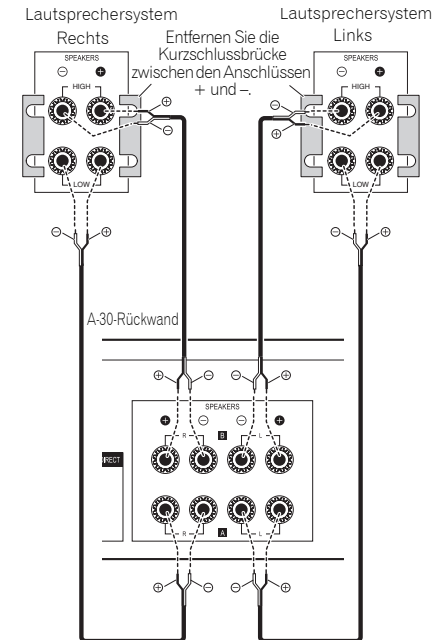 Lautsprechersystem
Rechts
Lautsprechersystem
Links
Entfernen Sie die
Kurzschlussbrücke
zwischen den Anschlüssen
+ und –.
SPEAKERS
⊖ ⊕
HIGH
LOW
SPEAKERS
⊖ ⊕
HIGH
LOW
⊕
⊖
⊖
⊕
⊖ ⊕
⊖ ⊕
A-30-Rückwand
⊕ ⊖ ⊖ ⊕
SPEAKERS
⊕ ⊖ ⊖ ⊕
R B L
IRECT
R A L
⊕ ⊖ ⊖ ⊕